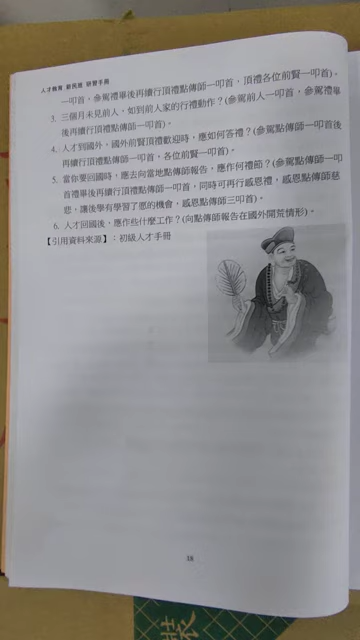 人才教育 新民班 研習手冊
一叩首，參駕禮畢後再續行頂禮點傳師一叩首，頂禮各位前賢一叩首)。
3. 三個月未見前人，如到前人家的行禮動作？(參駕前人一叩首，參駕禮畢
後再續行頂禮點傳師一叩首)。
4. 人才到國外、國外前賢頂禮歡迎時，應如何答禮？(參駕點傳師一叩首後
再續行頂禮點傳師一叩首，各位前賢一叩首)。
5. 當你要回國時，應去向當地點傳師報告，應作何禮節？(參駕點傳師一叩
首禮畢後再續行頂禮點傳師一叩首，同時可再行感恩禮，感恩點傳師慈
悲，讓後學有學習了愿的機會，感恩點傳師三叩首)。
6. 人才回國後，應作些什麼工作？(向點傳師報告在國外開荒情形)。
【引用資料來源】：初級人才手冊
18